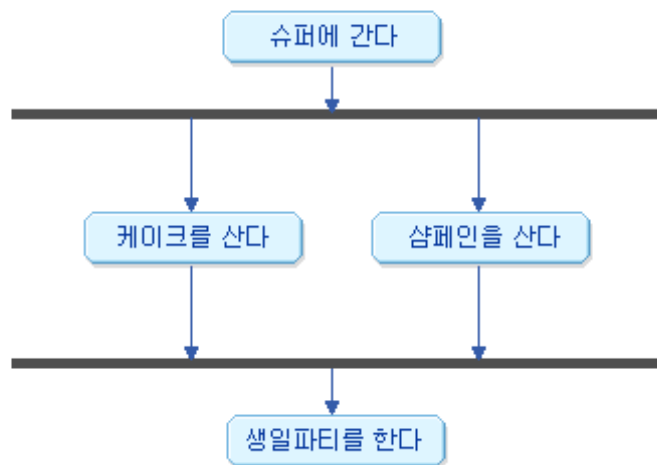 슈퍼에 간다
케이크를 산다
샴페인을 산다
생일파티를 한다